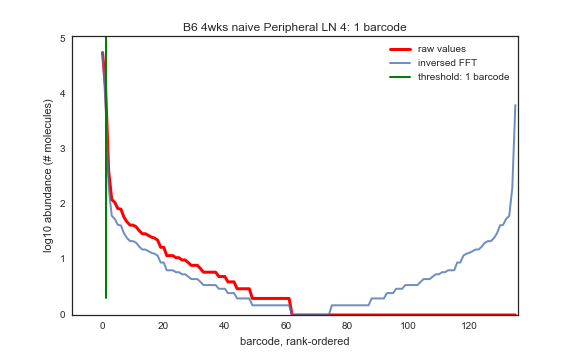 B6 4wks naive Peripheral LN 4: 1 barcode
raw values
inversed FFT
threshold: 1 barcode
log10 abundance (# molecules)
5
4
3
2
1
0
0 20 40 60 80 100 120
barcode, rank-ordered